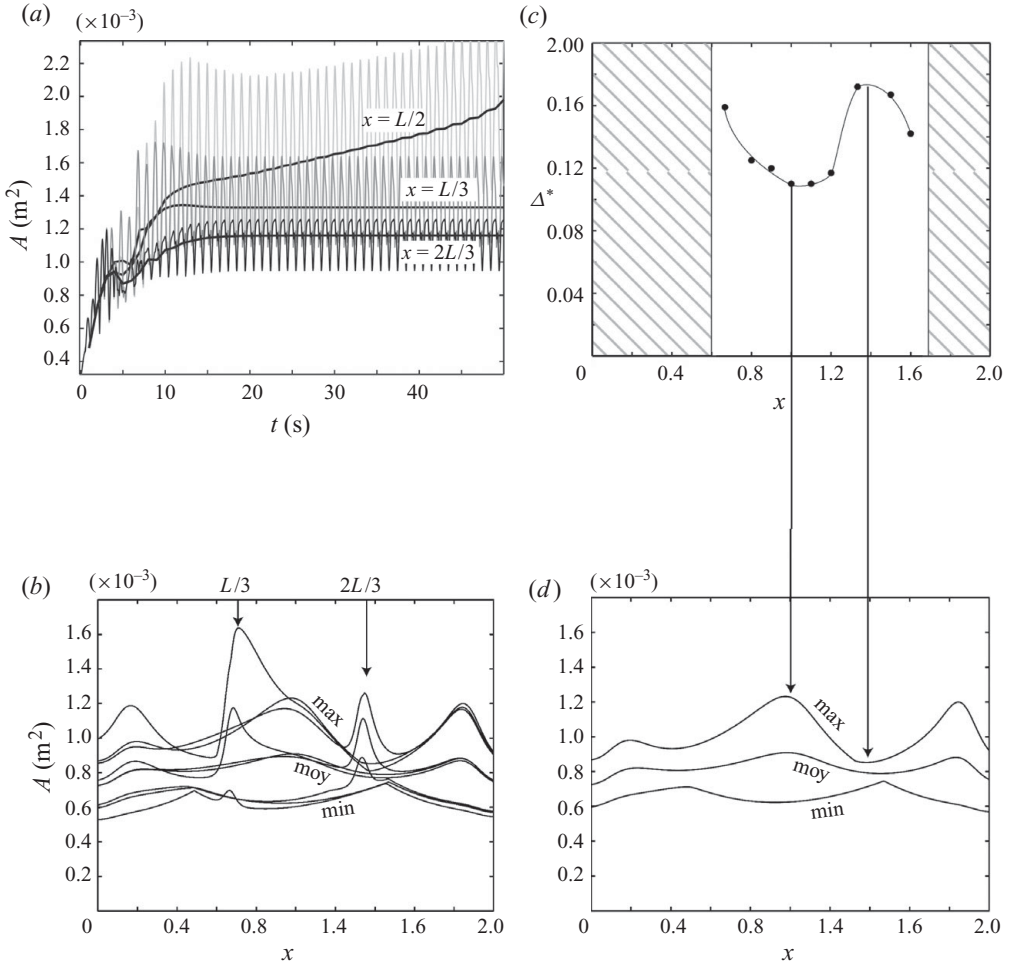 (a)
(×10⁻³)
2.2
2.0
1.8
1.6
1.4
1.2
1.0
0.8
0.6
0.4
A (m²)
x = L/2
x = L/3
x = 2L/3
0
10
20
30
40
50
t (s)
(c)
2.00
0.16
0.12
Δ*
0.04
0
0.4
0.8
1.2
1.6
2.0
x
(b)
(×10⁻³)
L/3
2L/3
1.6
1.4
1.2
1.0
0.8
0.6
0.4
0.2
A (m²)
max
moy
min
0
0.4
0.8
1.4
1.6
2.0
x
(d)
(×10⁻³)
1.6
1.4
1.2
1.0
0.8
0.6
0.4
0.2
max
moy
min
0
0.4
0.8
1.4
1.6
2.0
x